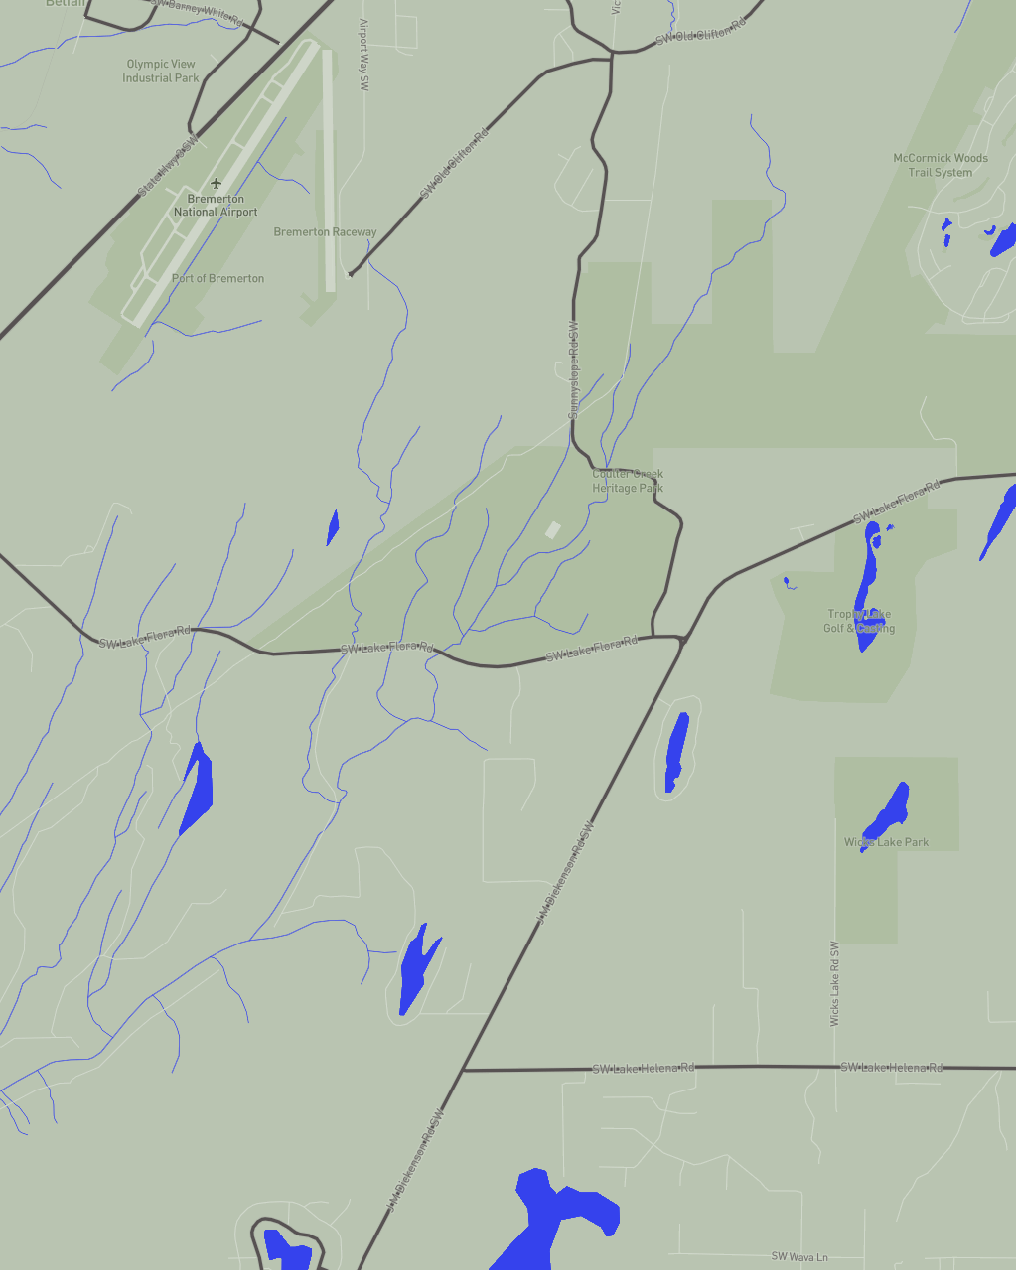 Belfair
SW Barney White Rd
Airport Way SW
Vic
SW Old Clifton Rd
Olympic View
Industrial Park
State Hwy 3 SW
SW Old Clifton Rd
McCormick Woods
Trail System
Bremerton
National Airport
Bremerton Raceway
Port of Bremerton
Sunnyslope Rd SW
Coulter Creek
Heritage Park
SW Lake Flora Rd
Trophy Lake
Golf & Casting
SW Lake Flora Rd
SW Lake Flora Rd
SW Lake Flora Rd
J M Dickenson Rd SW
Wicks Lake Park
Wicks Lake Rd SW
SW Lake Helena Rd
SW Lake Helena Rd
J M Dickenson Rd SW
SW Wava Ln